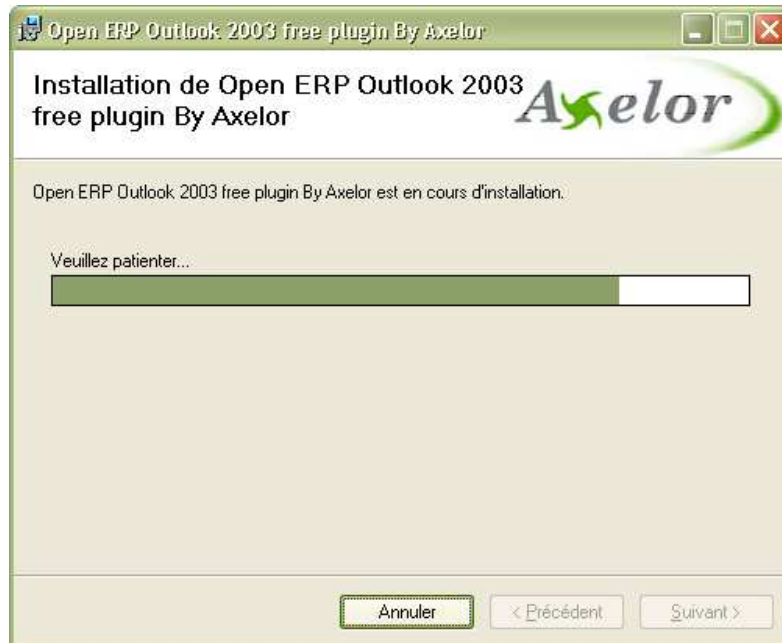 Open ERP Outlook 2003 free plugin By Axelor
Installation de Open ERP Outlook 2003
free plugin By Axelor
Axelor
Open ERP Outlook 2003 free plugin By Axelor est en cours d'installation.
Veuillez patienter...
Annuler
< Précédent
Suivant >